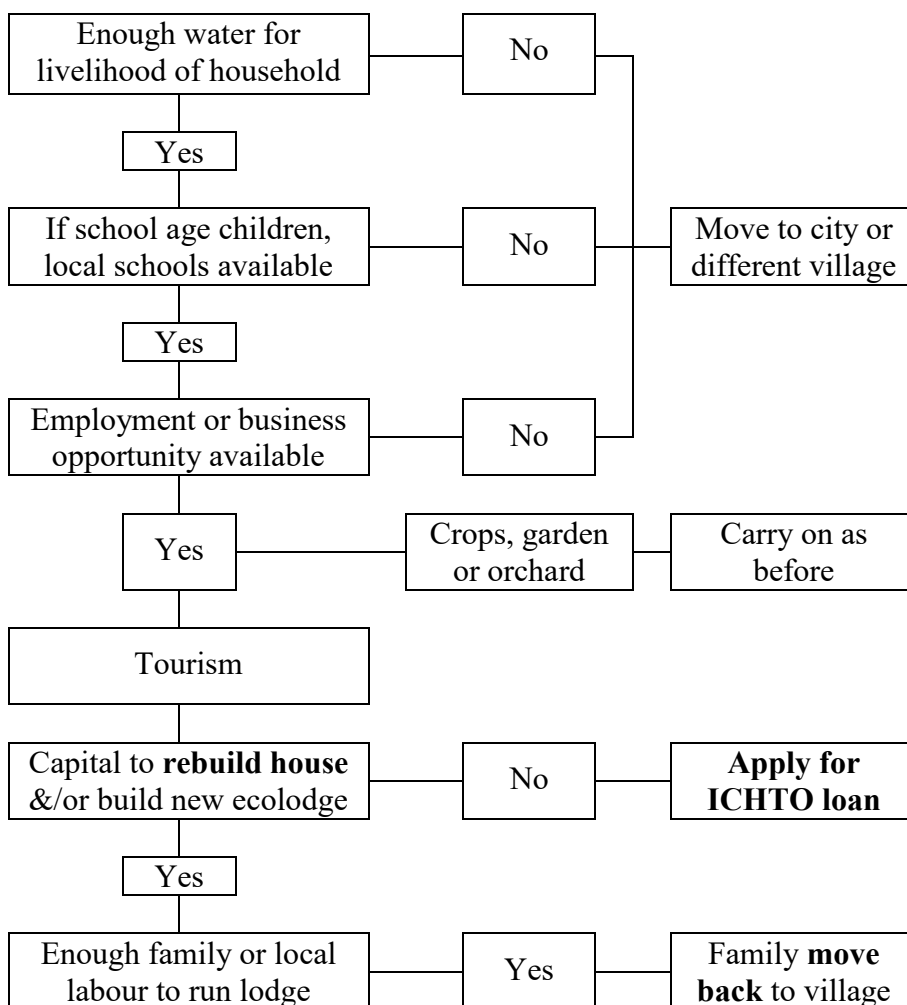 Enough water for
livelihood of household
No
Yes
If school age children,
local schools available
No
Move to city or
different village
Yes
Employment or business
opportunity available
No
Yes
Crops, garden
or orchard
Carry on as
before
Tourism
Capital to rebuild house
&/or build new ecolodge
No
Apply for
ICHTO loan
Yes
Enough family or local
labour to run lodge
Yes
Family move
back to village